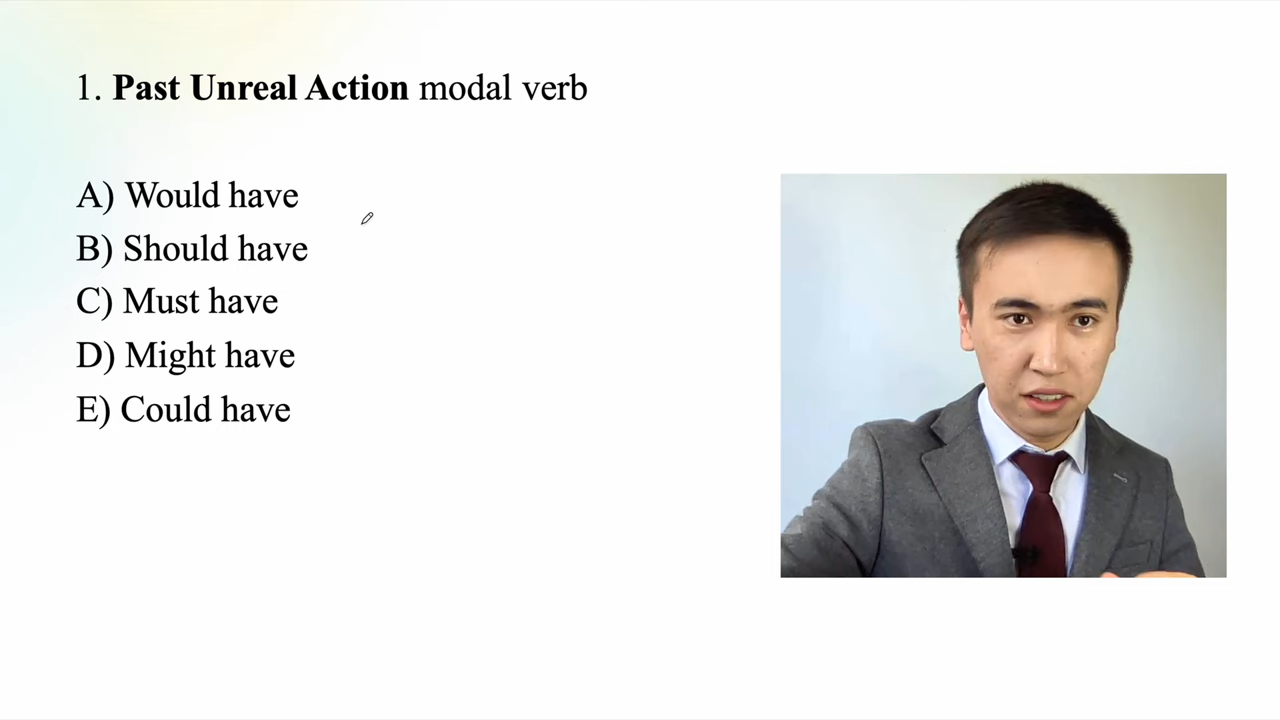 1. Past Unreal Action modal verb
A) Would have
B) Should have
C) Must have
D) Might have
E) Could have